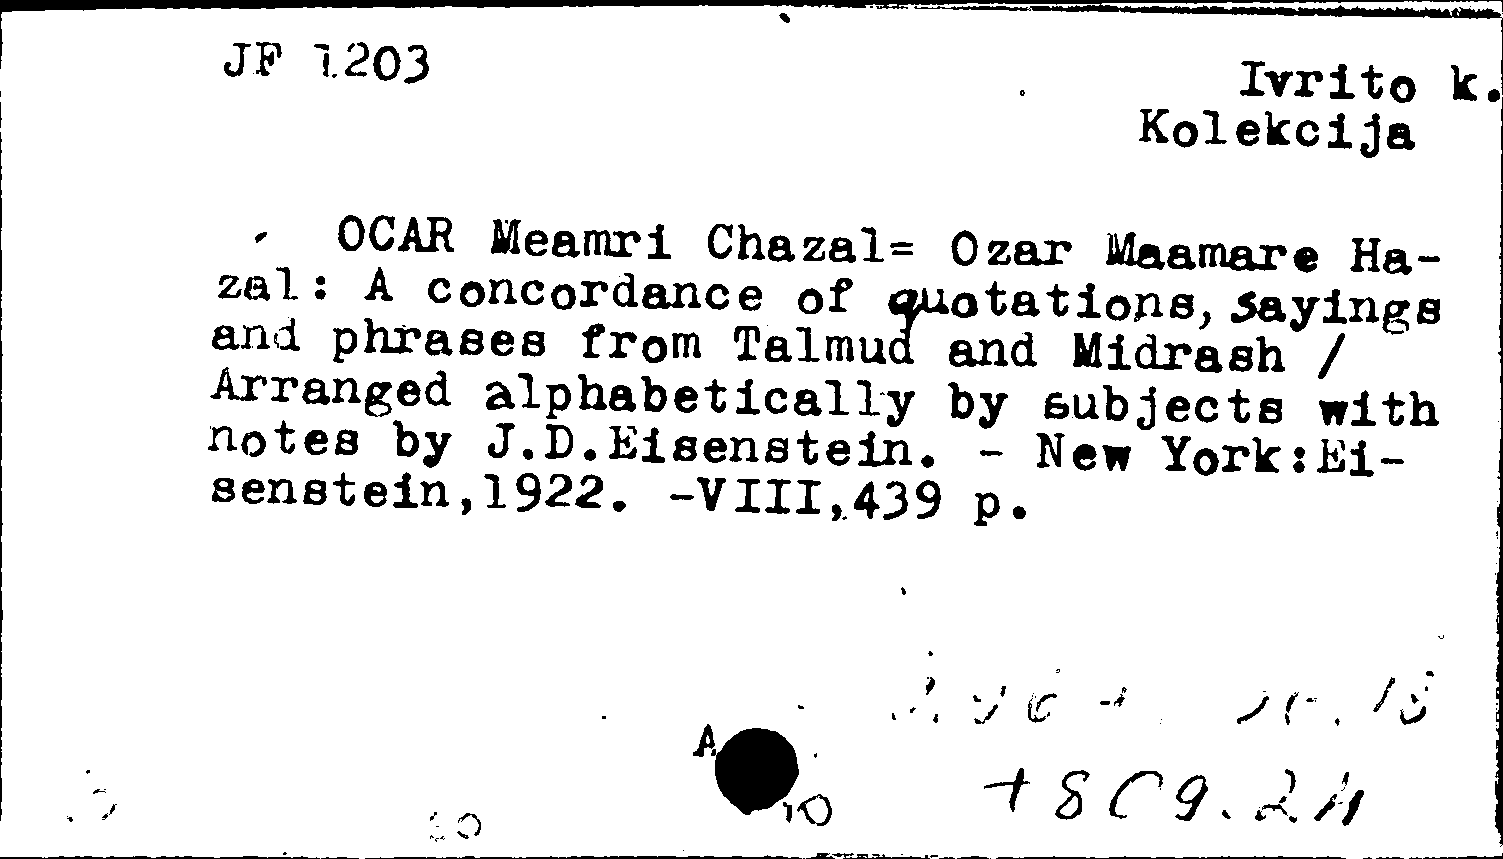 JF 1203
Ivrito k.
Kolekcija
OCAR Meamri Chazal= Ozar Maamare Ha-
zal: A concordance of quotations, sayings
and phrases from Talmud and Midrash /
Arranged alphabetically by subjects with
notes by J.D.Eisenstein. - New York:Ei-
senstein,1922. -VIII,439 p.
A